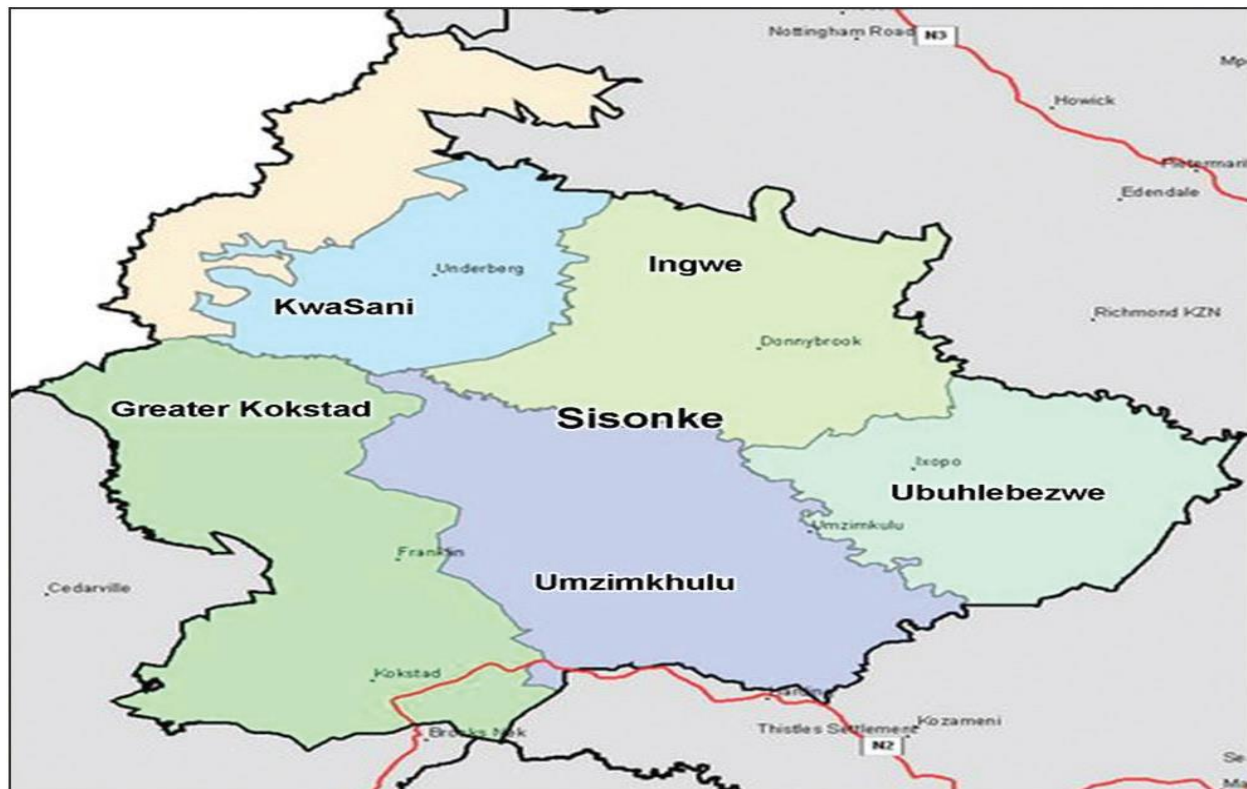 Nottingham Road
N3
Howick
Edendale
Underberg
Ingwe
KwaSani
Richmond KZN
Donnybrook
Greater Kokstad
Sisonke
Ixopo
Ubuhlebezwe
Umzimkulu
Franklin
Cedarville
Umzimkhulu
Kokstad
Kozameni
Thistles Settlement
Brooks Nek
N2